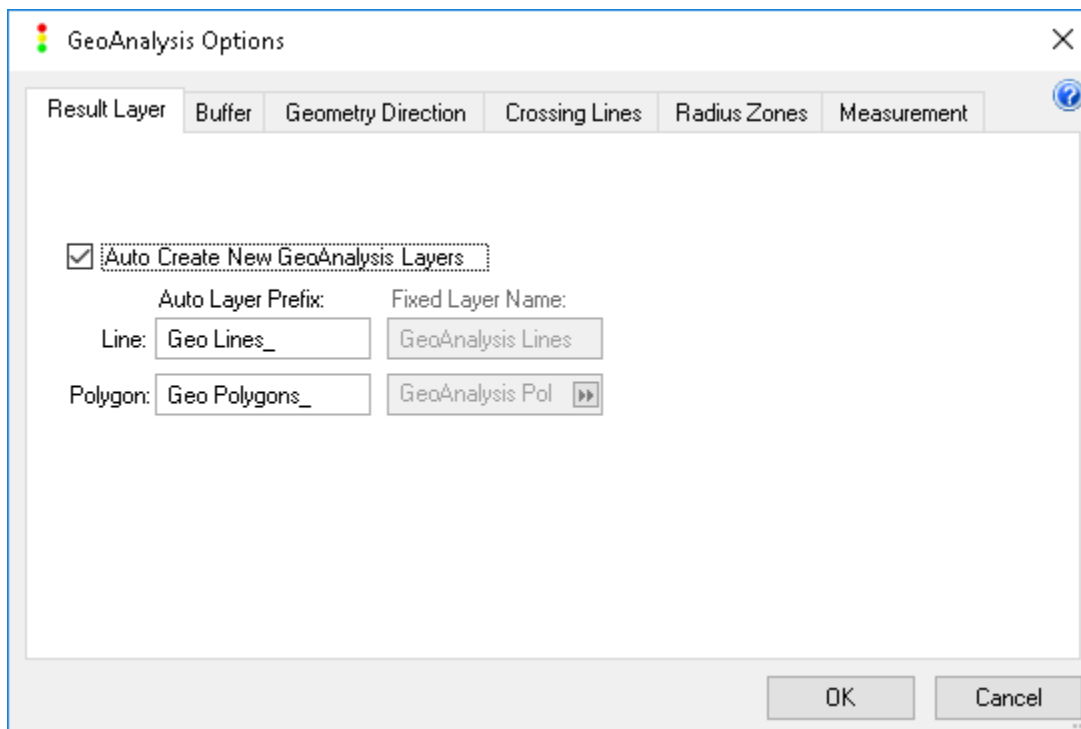 GeoAnalysis Options
Result Layer Buffer Geometry Direction Crossing Lines Radius Zones Measurement
Auto Create New GeoAnalysis Layers
Auto Layer Prefix: Fixed Layer Name:
Line: Geo Lines_ GeoAnalysis Lines
Polygon: Geo Polygons_ GeoAnalysis Pol
OK Cancel